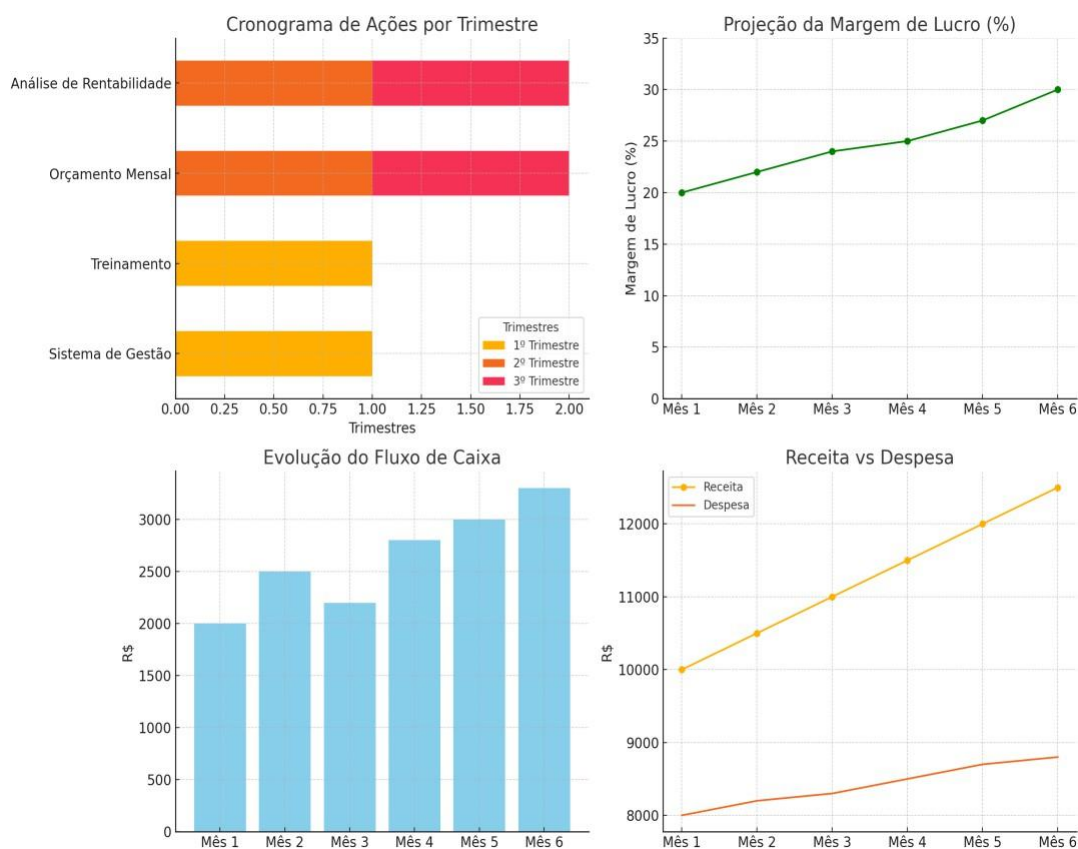 Cronograma de Ações por Trimestre
Análise de Rentabilidade
Orçamento Mensal
Treinamento
Sistema de Gestão
Trimestres
1º Trimestre
2º Trimestre
3º Trimestre
0.00 0.25 0.50 0.75 1.00 1.25 1.50 1.75 2.00
Trimestres
Projeção da Margem de Lucro (%)
Margem de Lucro (%)
35
30
25
20
15
10
5
0
Mês 1 Mês 2 Mês 3 Mês 4 Mês 5 Mês 6
Evolução do Fluxo de Caixa
R$
3000
2500
2000
1500
1000
500
0
Mês 1 Mês 2 Mês 3 Mês 4 Mês 5 Mês 6
Receita vs Despesa
Receita
Despesa
R$
12000
11000
10000
9000
8000
Mês 1 Mês 2 Mês 3 Mês 4 Mês 5 Mês 6